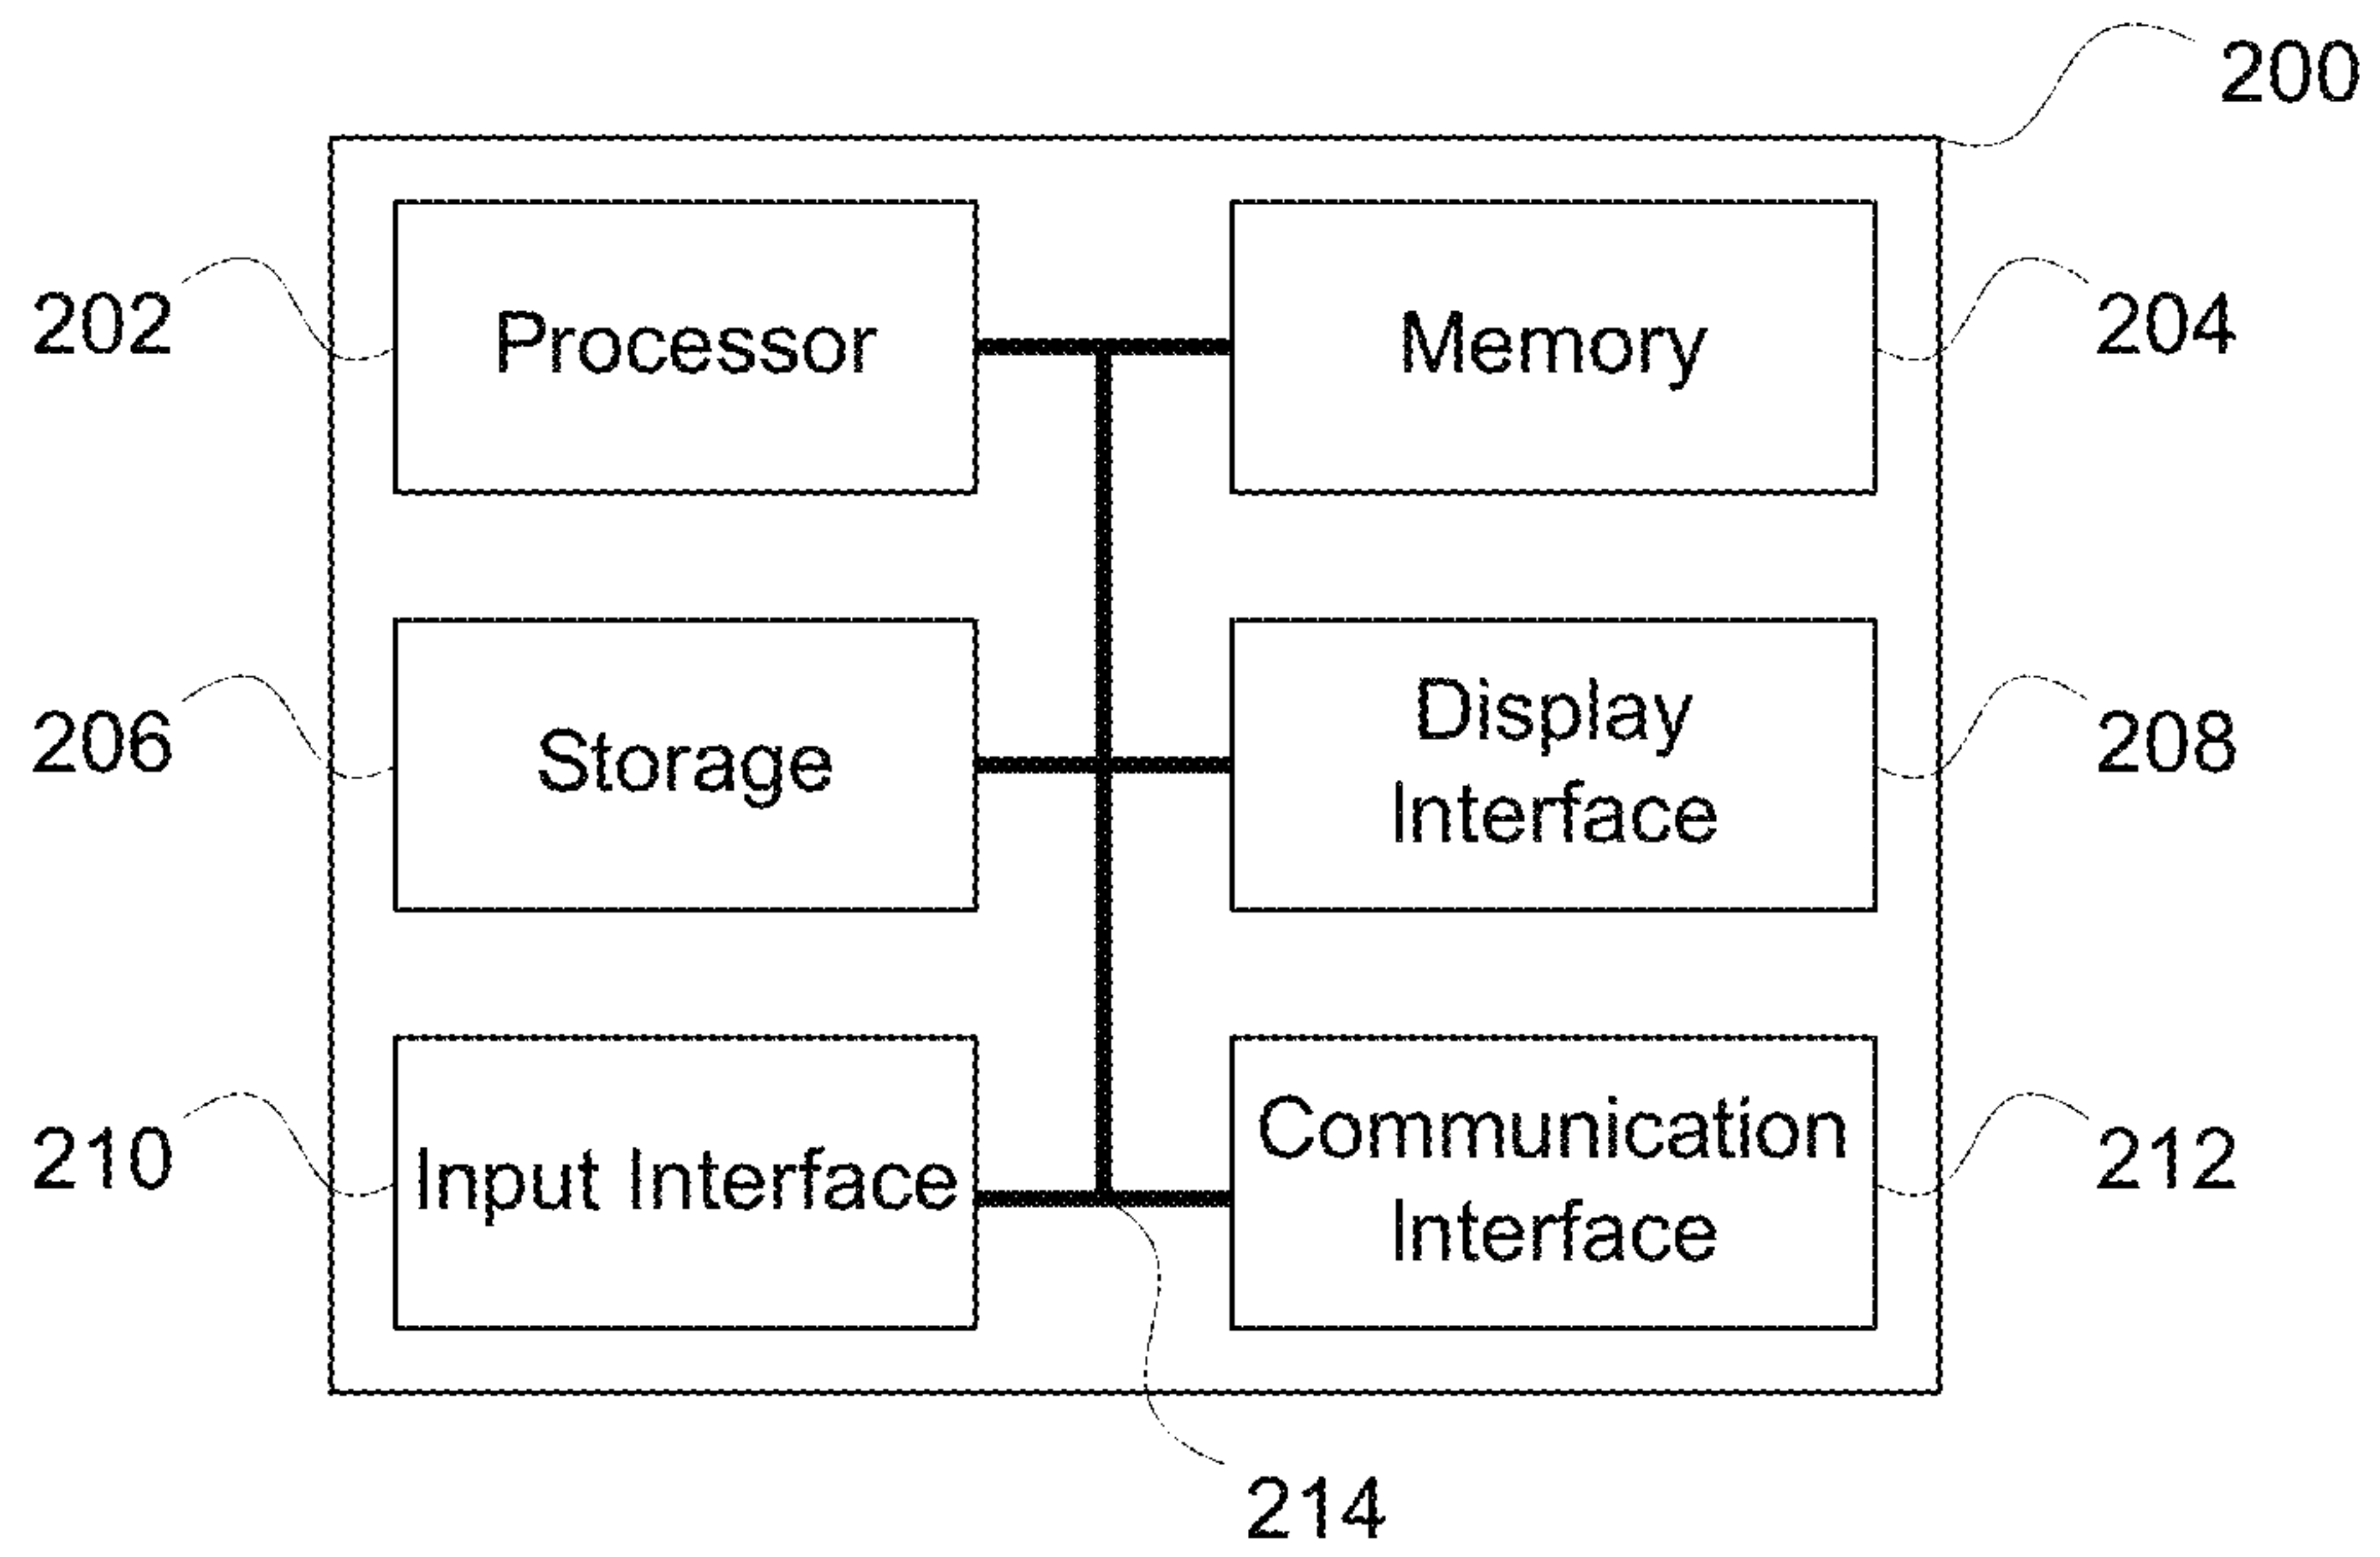 200
202
Processor
Memory
204
206
Storage
Display
Interface
208
210
Input Interface
Communication
Interface
212
214